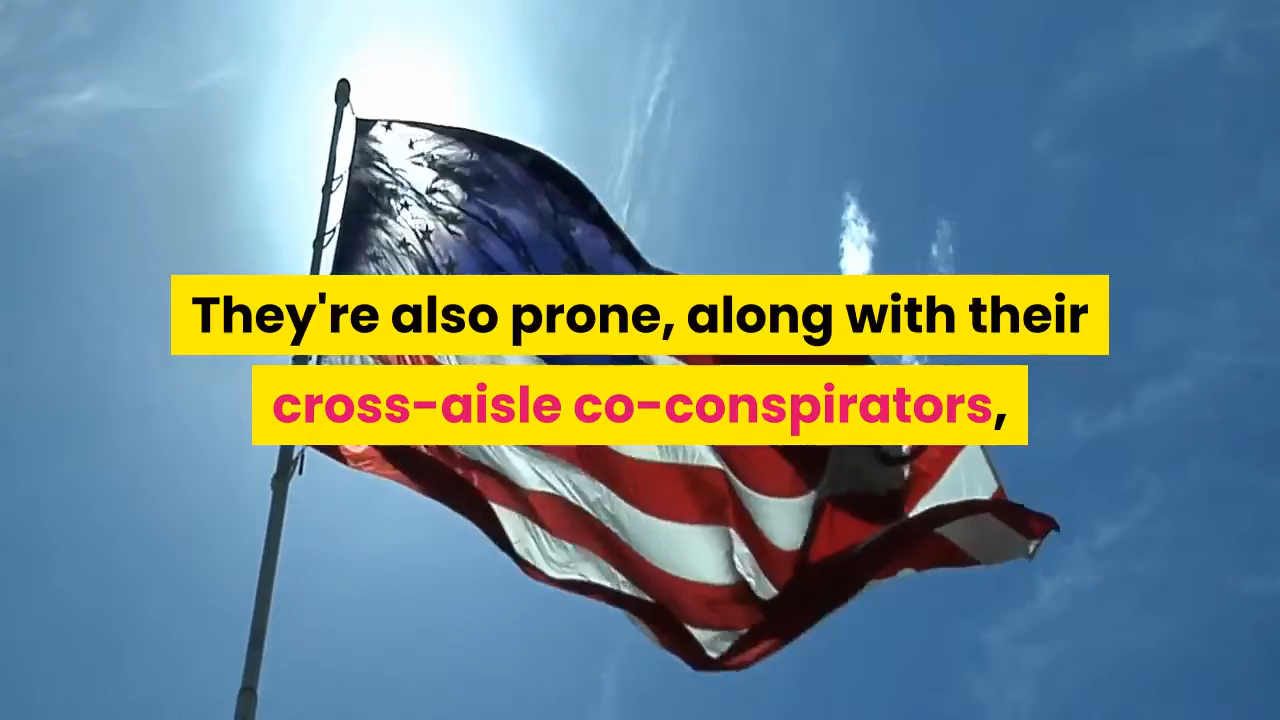 They're also prone, along with their
cross-aisle co-conspirators,